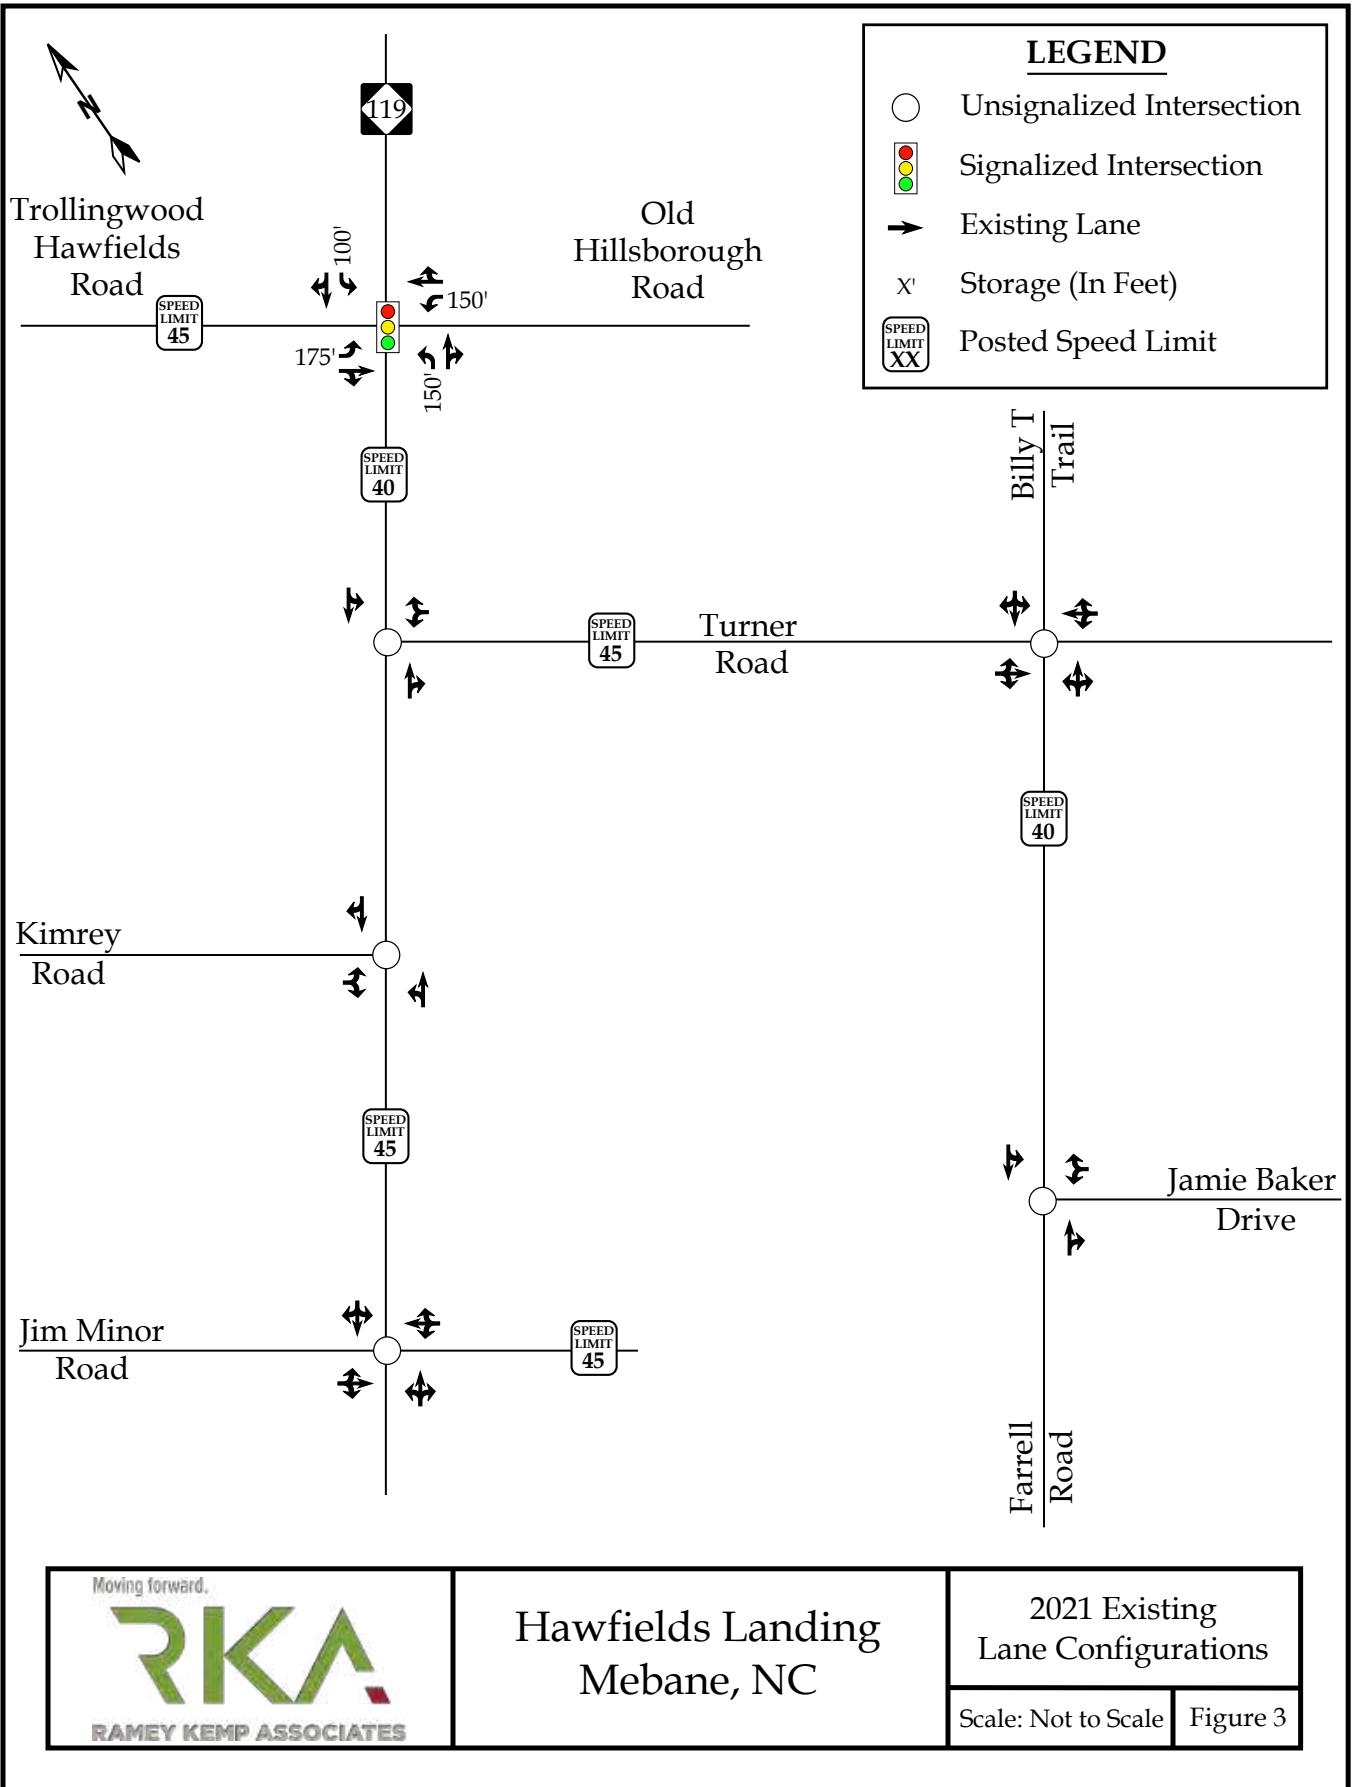 LEGEND
Unsignalized Intersection
Signalized Intersection
Existing Lane
X' Storage (In Feet)
SPEED
LIMIT
XX
Posted Speed Limit
N
119
Trollingwood
Hawfields
Road
Old
Hillsborough
Road
100'
150'
SPEED
LIMIT
45
175'
150'
SPEED
LIMIT
40
Billy T
Trail
SPEED
LIMIT
45
Turner
Road
SPEED
LIMIT
40
Kimrey
Road
SPEED
LIMIT
45
Jamie Baker
Drive
Jim Minor
Road
SPEED
LIMIT
45
Farrell
Road
Moving forward.
RKA
RAMEY KEMP ASSOCIATES
Hawfields Landing
Mebane, NC
2021 Existing
Lane Configurations
Scale: Not to Scale
Figure 3